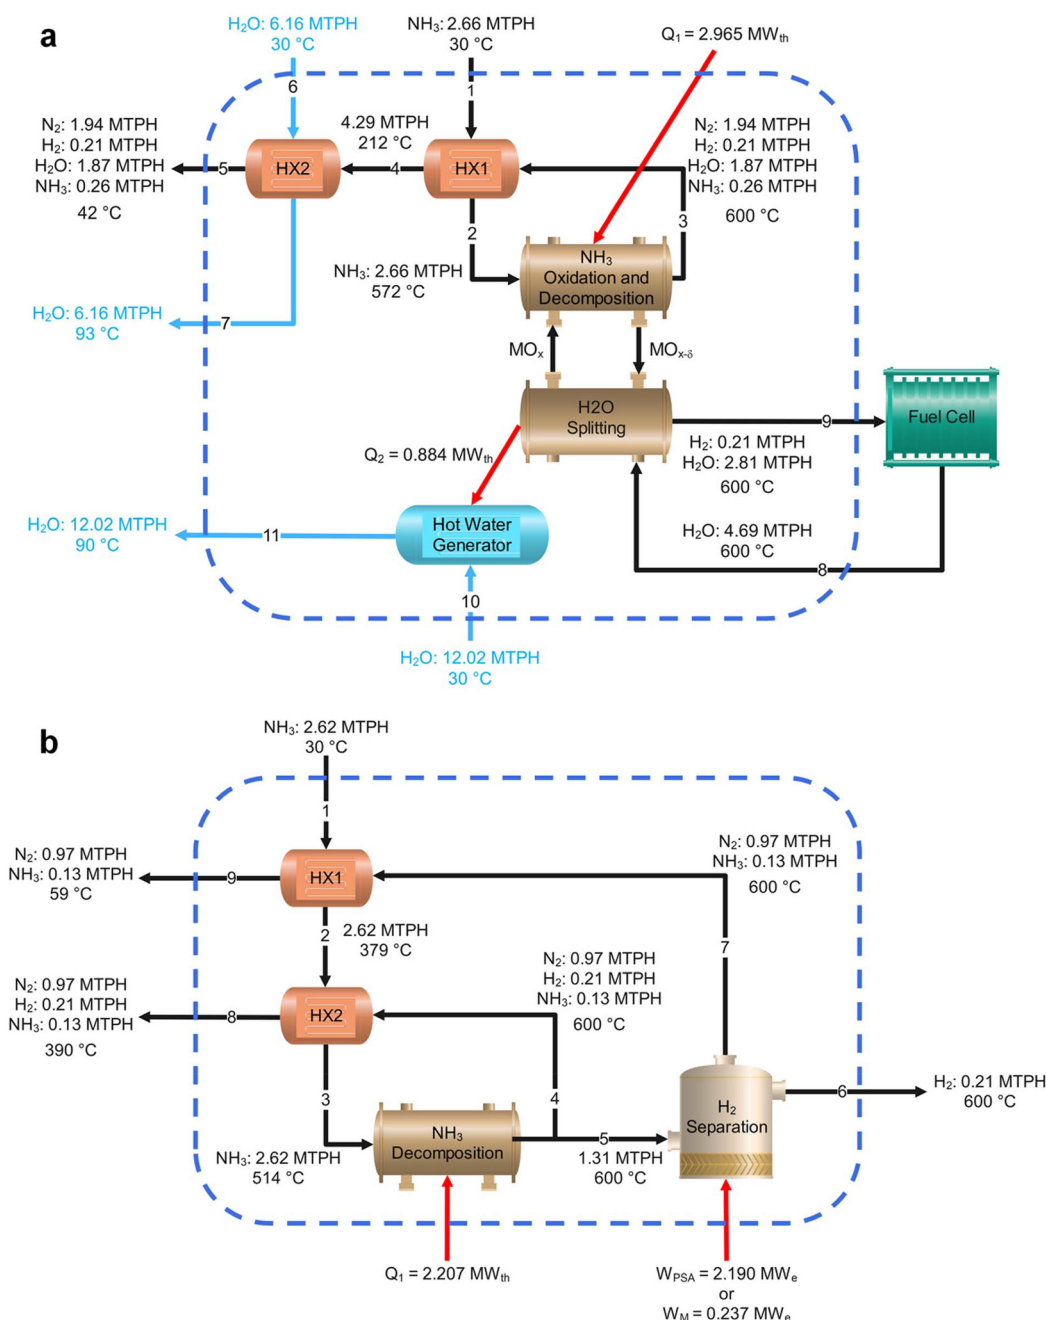 a
H₂O: 6.16 MTPH
30 °C
NH₃: 2.66 MTPH
30 °C
Q₁ = 2.965 MWₜₕ
6
1
N₂: 1.94 MTPH
H₂: 0.21 MTPH
H₂O: 1.87 MTPH
NH₃: 0.26 MTPH
42 °C
5
HX2
4.29 MTPH
212 °C
4
HX1
N₂: 1.94 MTPH
H₂: 0.21 MTPH
H₂O: 1.87 MTPH
NH₃: 0.26 MTPH
600 °C
3
2
NH₃: 2.66 MTPH
572 °C
NH₃
Oxidation and
Decomposition
H₂O: 6.16 MTPH
93 °C
7
MOₓ
MOₓ₋δ
H2O
Splitting
9
Fuel Cell
H₂: 0.21 MTPH
H₂O: 2.81 MTPH
600 °C
Q₂ = 0.884 MWₜₕ
H₂O: 12.02 MTPH
90 °C
11
Hot Water
Generator
H₂O: 4.69 MTPH
600 °C
8
10
H₂O: 12.02 MTPH
30 °C
b
NH₃: 2.62 MTPH
30 °C
1
N₂: 0.97 MTPH
NH₃: 0.13 MTPH
59 °C
9
HX1
N₂: 0.97 MTPH
NH₃: 0.13 MTPH
600 °C
2
2.62 MTPH
379 °C
7
N₂: 0.97 MTPH
H₂: 0.21 MTPH
NH₃: 0.13 MTPH
390 °C
8
HX2
N₂: 0.97 MTPH
H₂: 0.21 MTPH
NH₃: 0.13 MTPH
600 °C
3
4
H₂
Separation
6
H₂: 0.21 MTPH
600 °C
NH₃: 2.62 MTPH
514 °C
NH₃
Decomposition
5
1.31 MTPH
600 °C
Q₁ = 2.207 MWₜₕ
W_PSA = 2.190 MWₑ
or
W_M = 0.237 MWₑ